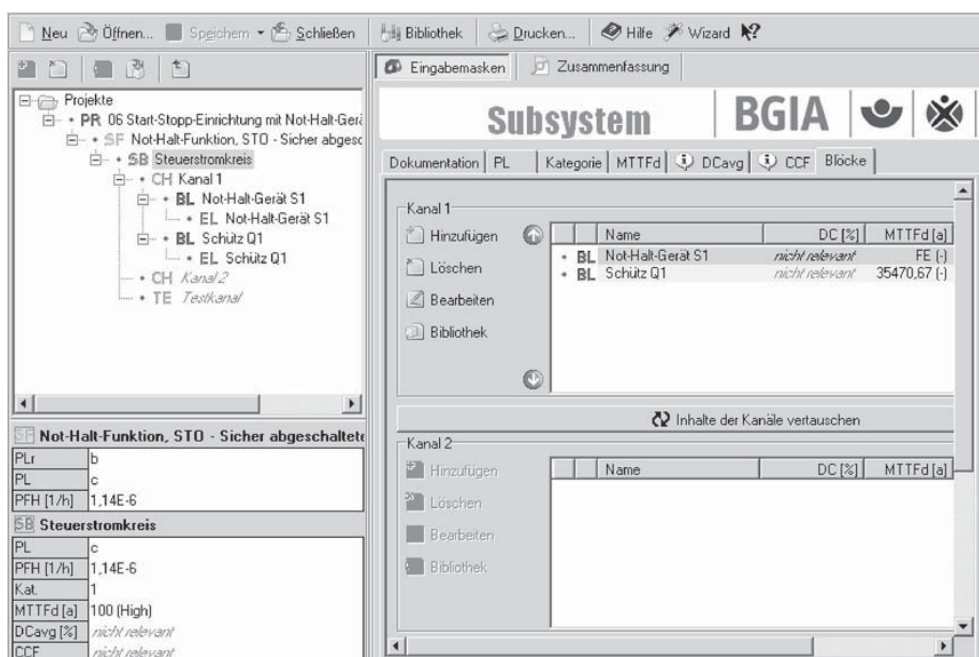 Neu Öffnen... Speichern Schließen Bibliothek Drucken... Hilfe Wizard
Eingabemasken Zusammenfassung
Projekte
PR 06 Start-Stopp-Einrichtung mit Not-Halt-Gerä
SF Not-Halt-Funktion, STO - Sicher abgesc
SB Steuerstromkreis
CH Kanal 1
BL Not-Halt-Gerät S1
EL Not-Halt-Gerät S1
BL Schütz Q1
EL Schütz Q1
CH Kanal 2
TE Testkanal
SF Not-Halt-Funktion, STO - Sicher abgeschaltete
PLr b
PL c
PFH [1/h] 1,14E-6
SB Steuerstromkreis
PL c
PFH [1/h] 1,14E-6
Kat. 1
MTTFd [a] 100 (High)
DCavg [%] nicht relevant
CCF nicht relevant
Subsystem BGIA
Dokumentation PL Kategorie MTTFd DCavg CCF Blöcke
Kanal 1
Hinzufügen
Löschen
Bearbeiten
Bibliothek
Name DC [%] MTTFd [a]
BL Not-Halt-Gerät S1 nicht relevant FE (-)
BL Schütz Q1 nicht relevant 35470,67 (-)
Inhalte der Kanäle vertauschen
Kanal 2
Hinzufügen
Löschen
Bearbeiten
Bibliothek
Name DC [%] MTTFd [a]